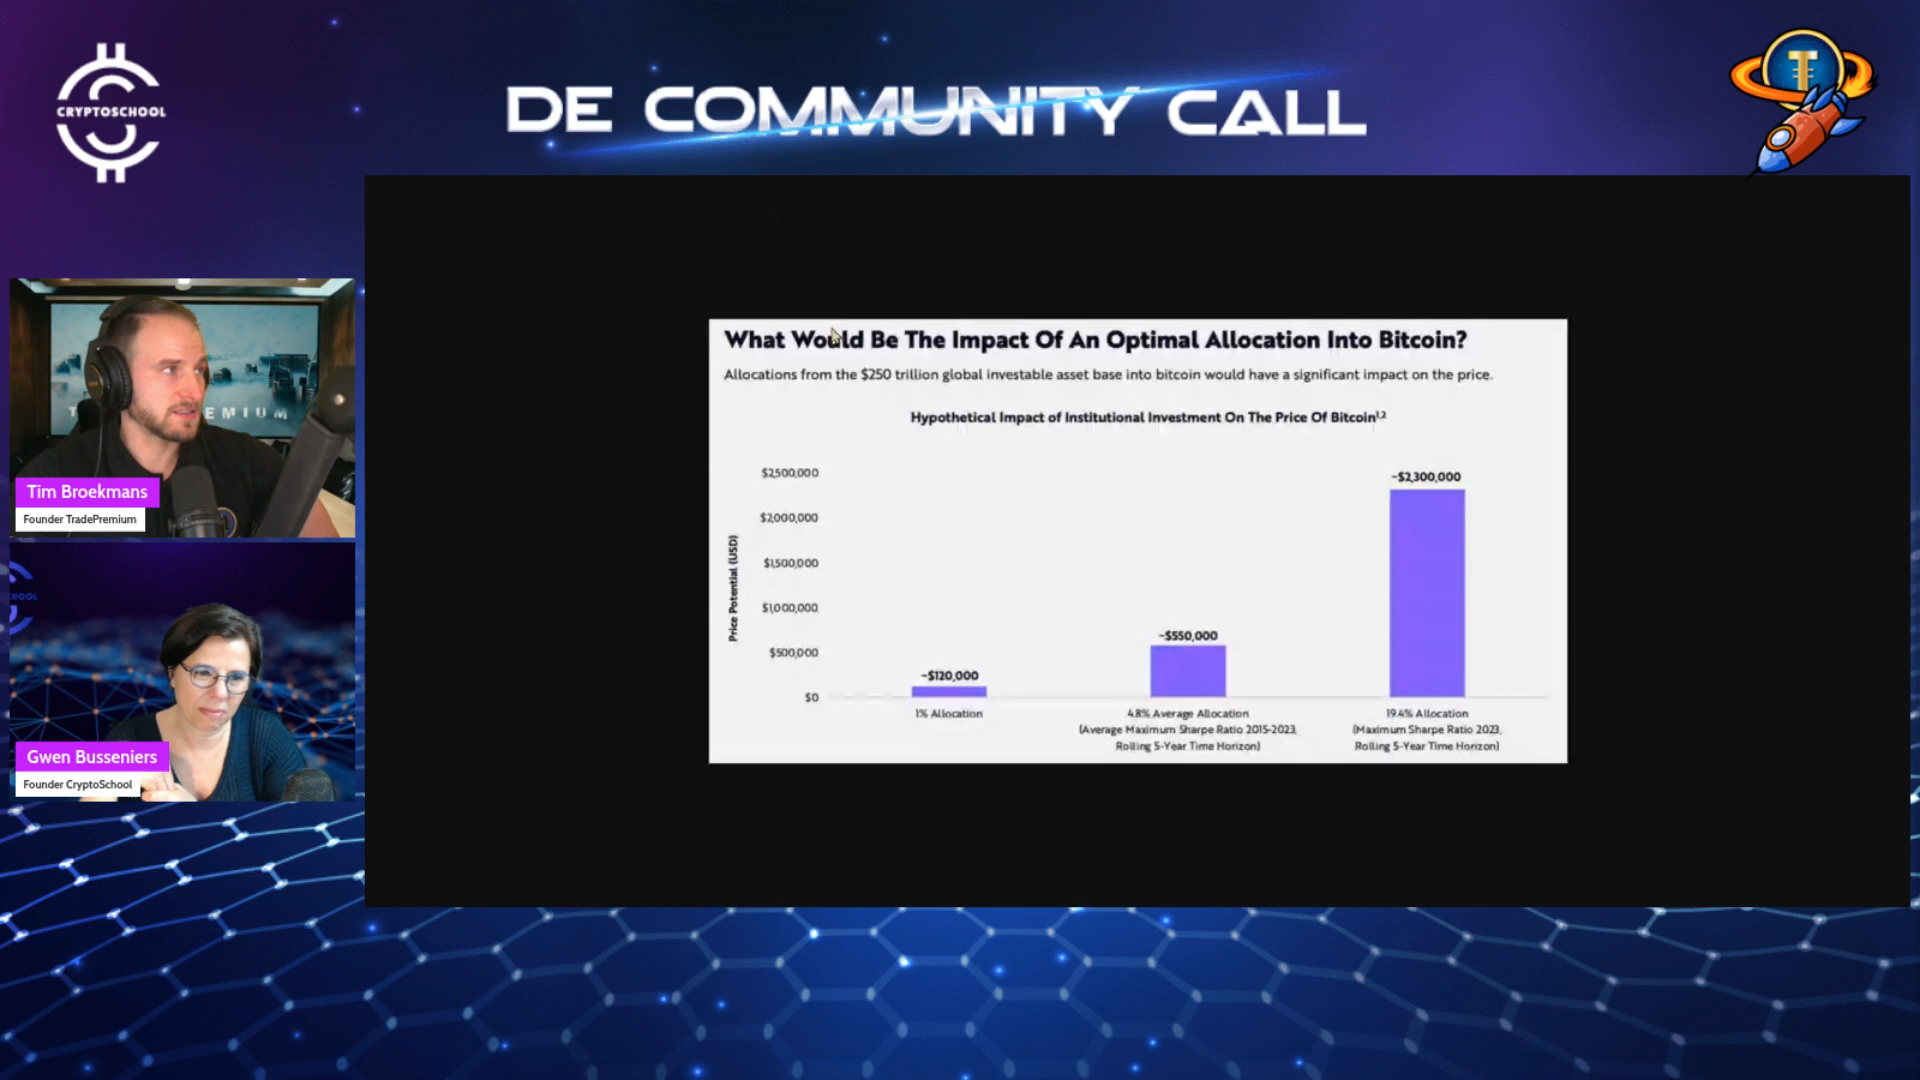 CRYPTOSCHOOL
DE COMMUNITY CALL
T
EMIUM
Tim Broekmans
Founder TradePremium
Gwen Busseniers
Founder CryptoSchool
What Would Be The Impact Of An Optimal Allocation Into Bitcoin?
Allocations from the $250 trillion global investable asset base into bitcoin would have a significant impact on the price.
Hypothetical Impact of Institutional Investment On The Price Of Bitcoin¹,²
Price Potential (USD)
$2,500,000
$2,000,000
$1,500,000
$1,000,000
$500,000
$0
~$120,000
~$550,000
~$2,300,000
1% Allocation
4.8% Average Allocation
(Average Maximum Sharpe Ratio 2015-2023,
Rolling 5-Year Time Horizon)
19.4% Allocation
(Maximum Sharpe Ratio 2023,
Rolling 5-Year Time Horizon)